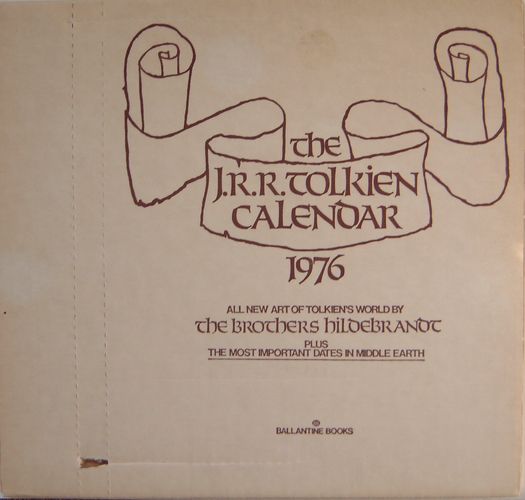 the
J.R.R. TOLKIEN
CALENDAR
1976
ALL NEW ART OF TOLKIEN'S WORLD BY
the brothers hildebrandt
PLUS
THE MOST IMPORTANT DATES IN MIDDLE EARTH
BALLANTINE BOOKS